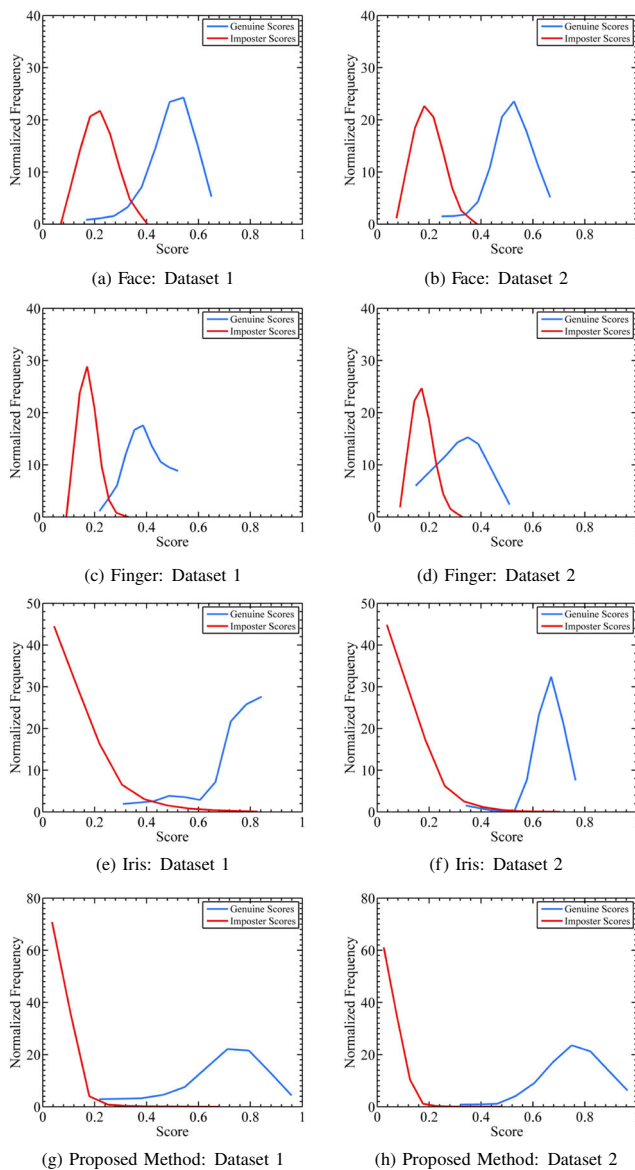 40
30
20
10
0
Normalized Frequency
Genuine Scores
Imposter Scores
0 0.2 0.4 0.6 0.8 1
Score
(a) Face: Dataset 1
40
30
20
10
0
Normalized Frequency
Genuine Scores
Imposter Scores
0 0.2 0.4 0.6 0.8
Score
(b) Face: Dataset 2
40
30
20
10
0
Normalized Frequency
Genuine Scores
Imposter Scores
0 0.2 0.4 0.6 0.8 1
Score
(c) Finger: Dataset 1
40
30
20
10
0
Normalized Frequency
Genuine Scores
Imposter Scores
0 0.2 0.4 0.6 0.8
Score
(d) Finger: Dataset 2
50
40
30
20
10
0
Normalized Frequency
Genuine Scores
Imposter Scores
0 0.2 0.4 0.6 0.8 1
Score
(e) Iris: Dataset 1
50
40
30
20
10
0
Normalized Frequency
Genuine Scores
Imposter Scores
0 0.2 0.4 0.6 0.8
Score
(f) Iris: Dataset 2
80
60
40
20
0
Normalized Frequency
Genuine Scores
Imposter Scores
0 0.2 0.4 0.6 0.8 1
Score
(g) Proposed Method: Dataset 1
80
60
40
20
0
Normalized Frequency
Genuine Scores
Imposter Scores
0 0.2 0.4 0.6 0.8
Score
(h) Proposed Method: Dataset 2